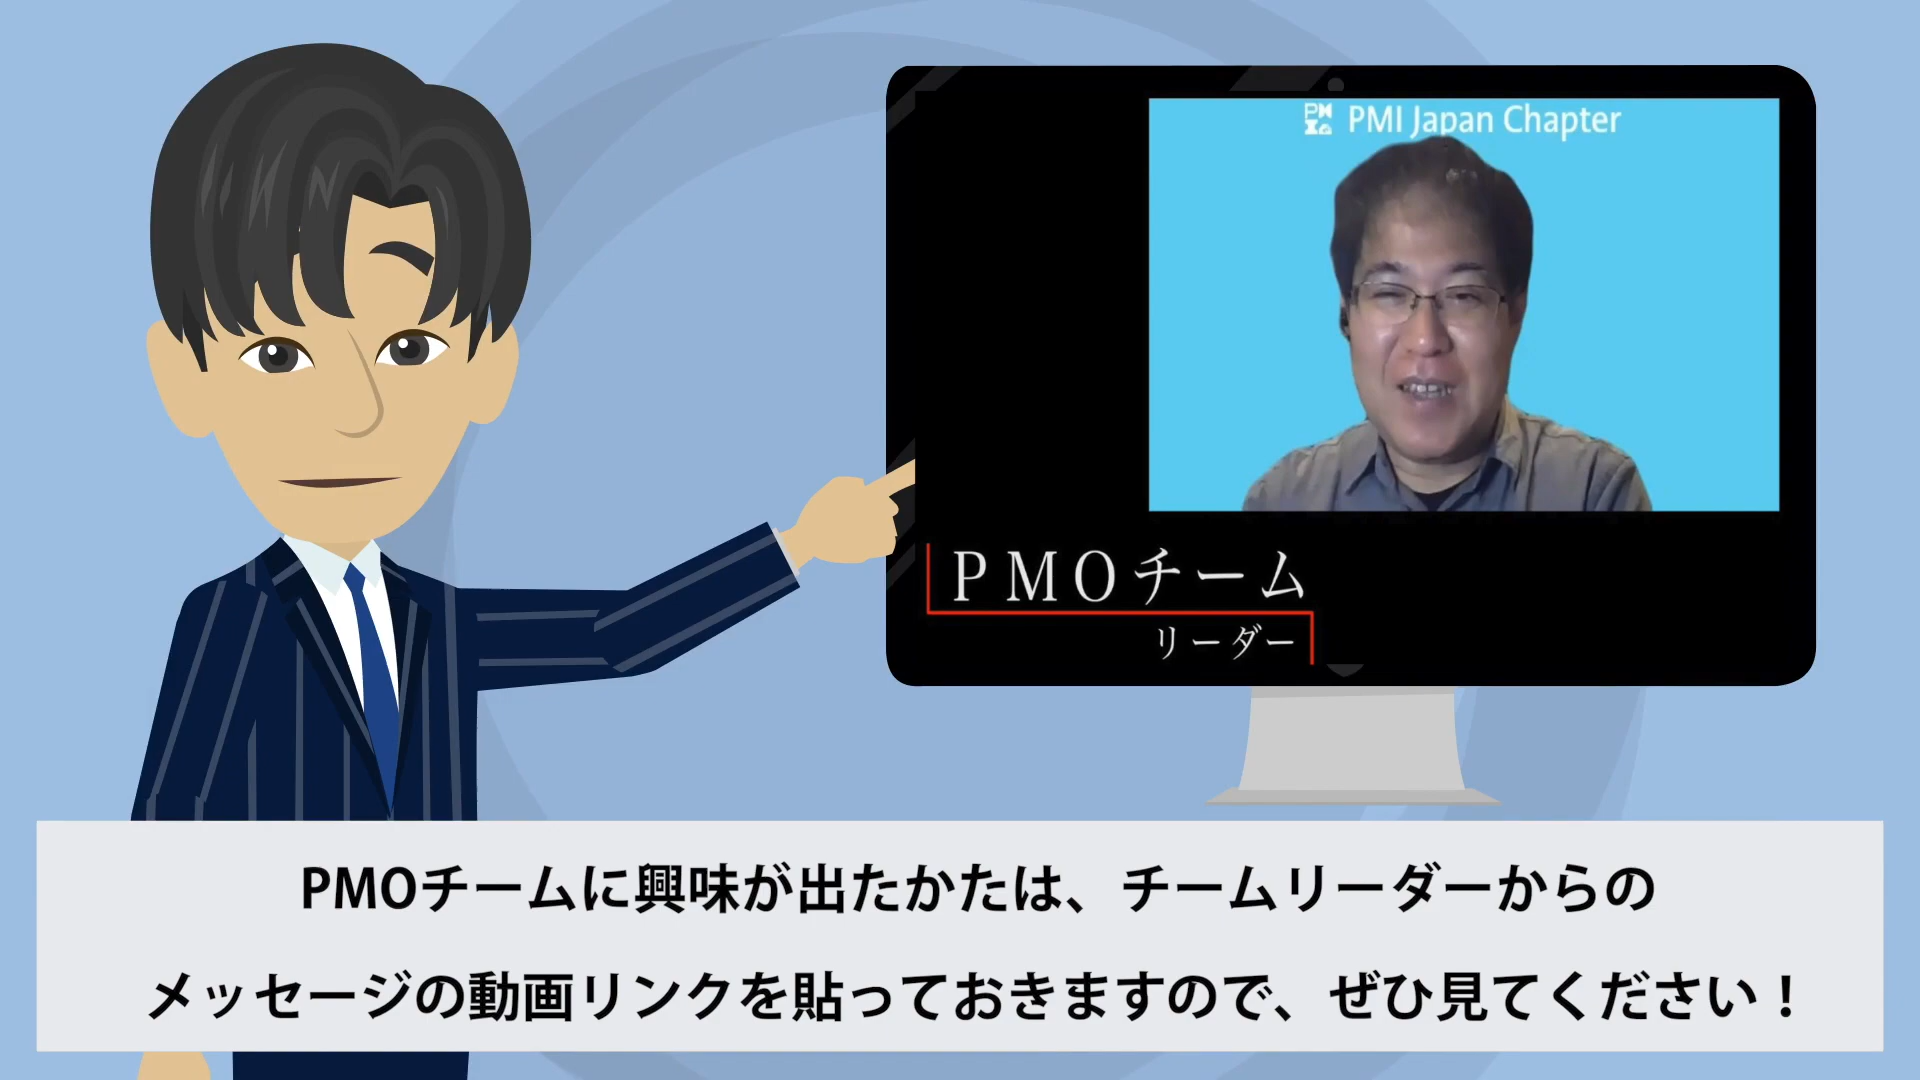 PMI Japan Chapter
PMOチーム
リーダー
PMOチームに興味が出たかたは、チームリーダーからの
メッセージの動画リンクを貼っておきますので、ぜひ見てください！